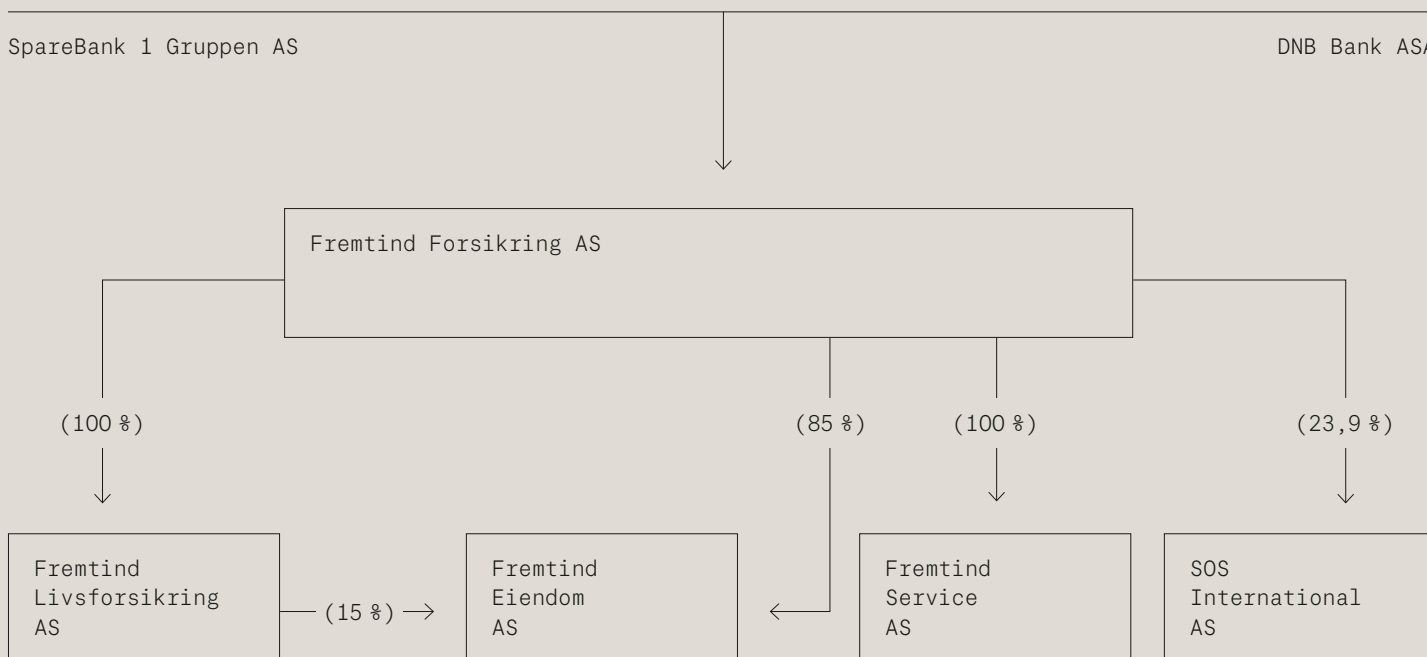 SpareBank 1 Gruppen AS
DNB Bank ASA
Fremtind Forsikring AS
(100 %)
(85 %)
(100 %)
(23,9 %)
Fremtind
Livsforsikring
AS
(15 %)
Fremtind
Eiendom
AS
Fremtind
Service
AS
SOS
International
AS